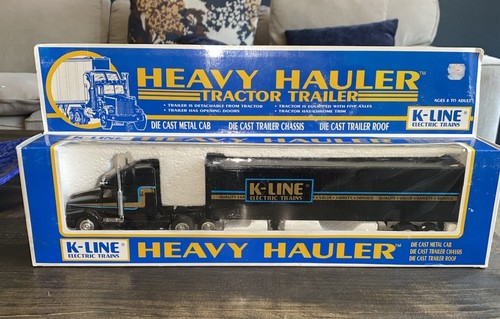 HEAVY HAULER™
TRACTOR TRAILER
• TRAILER IS DETACHABLE FROM TRACTOR • TRACTOR IS EQUIPPED WITH FIVE AXLES
• TRAILER HAS OPENING DOORS • TRACTOR HAS CHROME TRIM
AGES 8 TO ADULT
DIE CAST METAL CAB DIE CAST TRAILER CHASSIS DIE CAST TRAILER ROOF
K-LINE®
ELECTRIC TRAINS
HEAVY HAULER
K-LINE®
ELECTRIC TRAINS
K-LINE®
ELECTRIC TRAINS
HEAVY HAULER™
DIE CAST METAL CAB
DIE CAST TRAILER CHASSIS
DIE CAST TRAILER ROOF